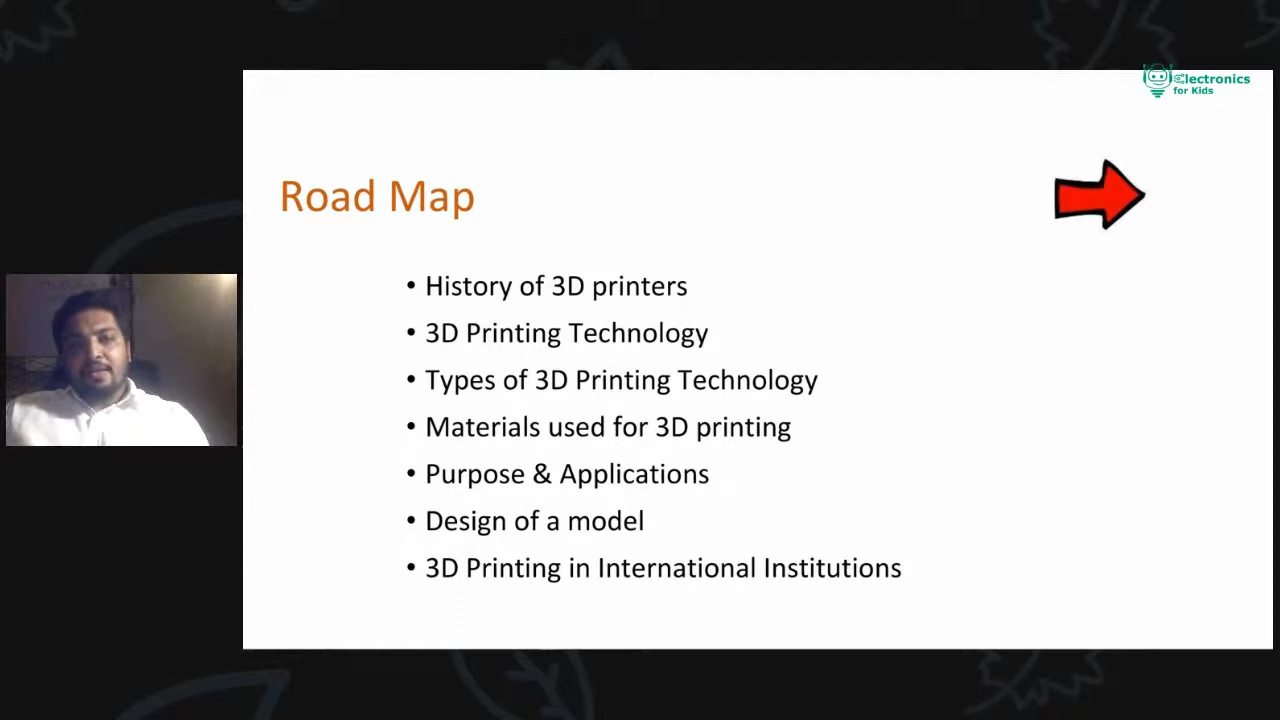 Electronics
for Kids
Road Map
• History of 3D printers
• 3D Printing Technology
• Types of 3D Printing Technology
• Materials used for 3D printing
• Purpose & Applications
• Design of a model
• 3D Printing in International Institutions